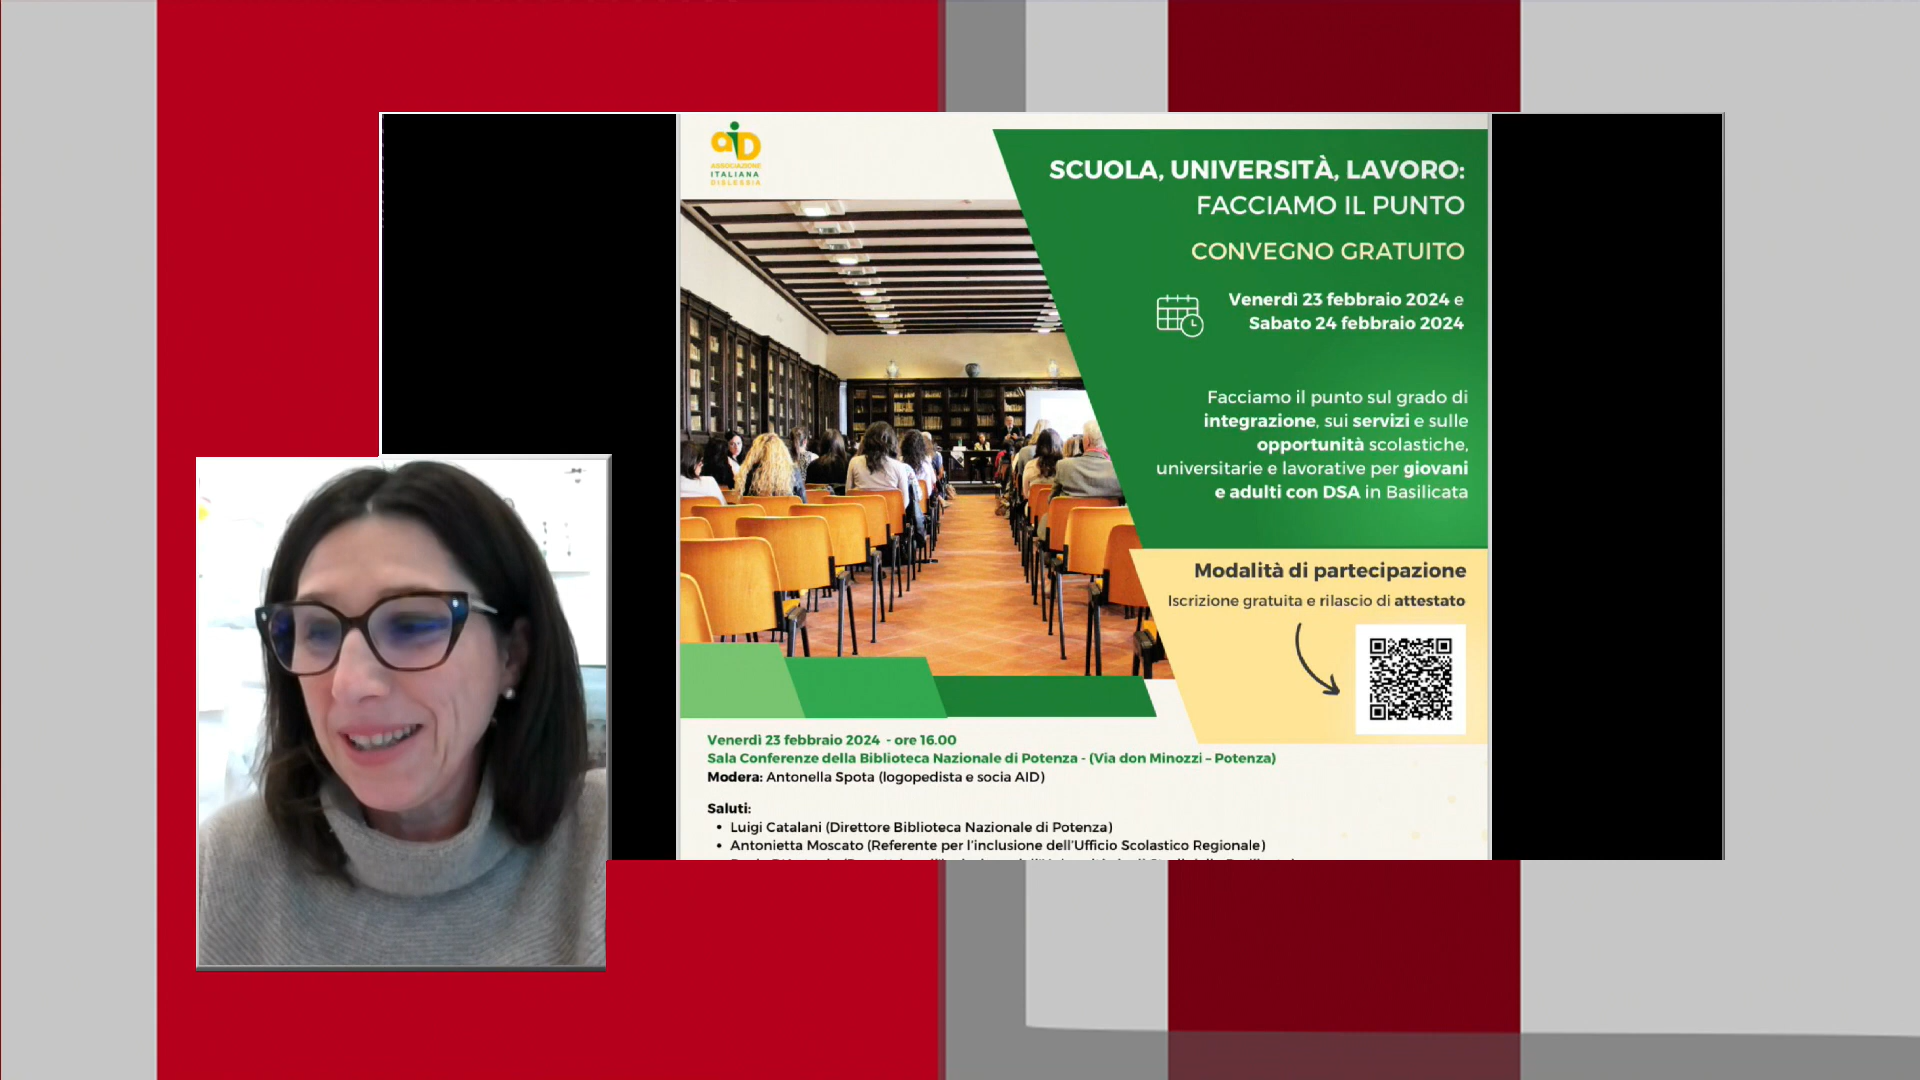 aiD
ASSOCIAZIONE
ITALIANA
DISLESSIA
SCUOLA, UNIVERSITÀ, LAVORO:
FACCIAMO IL PUNTO
CONVEGNO GRATUITO
Venerdì 23 febbraio 2024 e
Sabato 24 febbraio 2024
Facciamo il punto sul grado di
integrazione, sui servizi e sulle
opportunità scolastiche,
universitarie e lavorative per giovani
e adulti con DSA in Basilicata
Modalità di partecipazione
Iscrizione gratuita e rilascio di attestato
Venerdì 23 febbraio 2024 - ore 16.00
Sala Conferenze della Biblioteca Nazionale di Potenza - (Via don Minozzi – Potenza)
Modera: Antonella Spota (logopedista e socia AID)
Saluti:
• Luigi Catalani (Direttore Biblioteca Nazionale di Potenza)
• Antonietta Moscato (Referente per l'inclusione dell'Ufficio Scolastico Regionale)